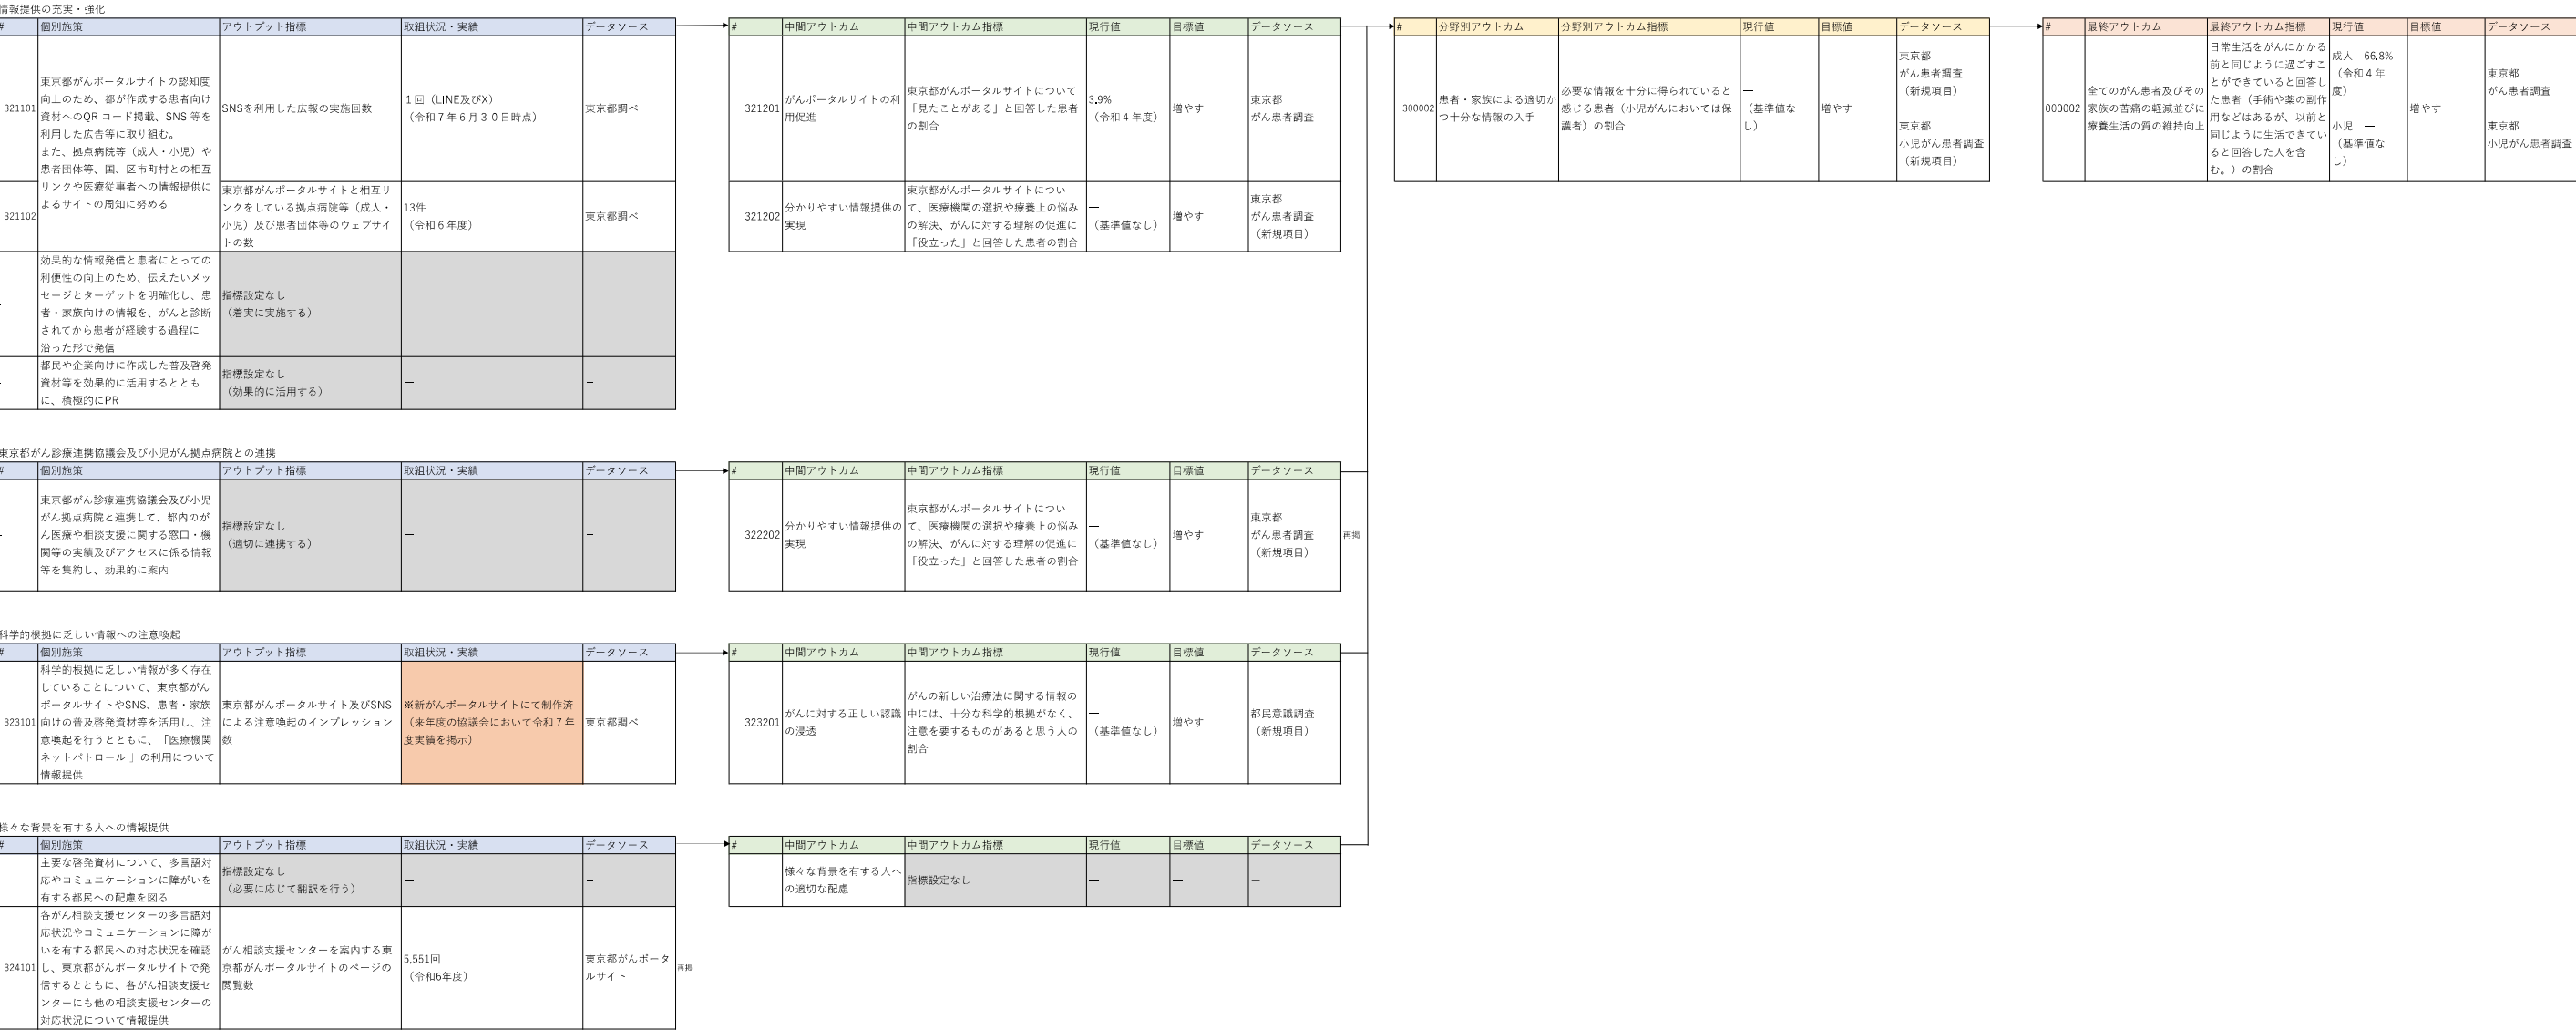 情報提供の充実・強化
#
個別施策
アウトプット指標
取組状況・実績
データソース
321101
東京都がんポータルサイトの認知度
向上のため、都が作成する患者向け
資材へのQR コード掲載、SNS 等を
利用した広告等に取り組む。
また、拠点病院等（成人・小児）や
患者団体等、国、区市町村との相互
リンクや医療従事者への情報提供に
よるサイトの周知に努める
SNSを利用した広報の実施回数
１回（LINE及びX）
（令和７年６月３０日時点）
東京都調べ
321102
東京都がんポータルサイトと相互リ
ンクをしている拠点病院等（成人・
小児）及び患者団体等のウェブサイ
トの数
13件
（令和６年度）
東京都調べ
-
効果的な情報発信と患者にとっての
利便性の向上のため、伝えたいメッ
セージとターゲットを明確化し、患
者・家族向けの情報を、がんと診断
されてから患者が経験する過程に
沿った形で発信
指標設定なし
（着実に実施する）
―
－
-
都民や企業向けに作成した普及啓発
資材等を効果的に活用するととも
に、積極的にPR
指標設定なし
（効果的に活用する）
―
－
#
中間アウトカム
中間アウトカム指標
現行値
目標値
データソース
321201
がんポータルサイトの利
用促進
東京都がんポータルサイトについて
「見たことがある」と回答した患者
の割合
3.9%
（令和４年度）
増やす
東京都
がん患者調査
321202
分かりやすい情報提供の
実現
東京都がんポータルサイトについ
て、医療機関の選択や療養上の悩み
の解決、がんに対する理解の促進に
「役立った」と回答した患者の割合
―
（基準値なし）
増やす
東京都
がん患者調査
（新規項目）
#
分野別アウトカム
分野別アウトカム指標
現行値
目標値
データソース
300002
患者・家族による適切か
つ十分な情報の入手
必要な情報を十分に得られていると
感じる患者（小児がんにおいては保
護者）の割合
―
（基準値な
し）
増やす
東京都
がん患者調査
（新規項目）
東京都
小児がん患者調査
（新規項目）
#
最終アウトカム
最終アウトカム指標
現行値
目標値
データソース
000002
全てのがん患者及びその
家族の苦痛の軽減並びに
療養生活の質の維持向上
日常生活をがんにかかる
前と同じように過ごすこ
とができていると回答し
た患者（手術や薬の副作
用などはあるが、以前と
同じように生活できてい
ると回答した人を含
む。）の割合
成人　66.8%
（令和４年
度）
小児　―
（基準値な
し）
増やす
東京都
がん患者調査
東京都
小児がん患者調査
東京都がん診療連携協議会及び小児がん拠点病院との連携
#
個別施策
アウトプット指標
取組状況・実績
データソース
-
東京都がん診療連携協議会及び小児
がん拠点病院と連携して、都内のが
ん医療や相談支援に関する窓口・機
関等の実績及びアクセスに係る情報
等を集約し、効果的に案内
指標設定なし
（適切に連携する）
―
－
#
中間アウトカム
中間アウトカム指標
現行値
目標値
データソース
322202
分かりやすい情報提供の
実現
東京都がんポータルサイトについ
て、医療機関の選択や療養上の悩み
の解決、がんに対する理解の促進に
「役立った」と回答した患者の割合
―
（基準値なし）
増やす
東京都
がん患者調査
（新規項目）
再掲
科学的根拠に乏しい情報への注意喚起
#
個別施策
アウトプット指標
取組状況・実績
データソース
323101
科学的根拠に乏しい情報が多く存在
していることについて、東京都がん
ポータルサイトやSNS、患者・家族
向けの普及啓発資材等を活用し、注
意喚起を行うとともに、「医療機関
ネットパトロール 」の利用について
情報提供
東京都がんポータルサイト及びSNS
による注意喚起のインプレッション
数
※新がんポータルサイトにて制作済
（来年度の協議会において令和７年
度実績を掲示）
東京都調べ
#
中間アウトカム
中間アウトカム指標
現行値
目標値
データソース
323201
がんに対する正しい認識
の浸透
がんの新しい治療法に関する情報の
中には、十分な科学的根拠がなく、
注意を要するものがあると思う人の
割合
―
（基準値なし）
増やす
都民意識調査
（新規項目）
様々な背景を有する人への情報提供
#
個別施策
アウトプット指標
取組状況・実績
データソース
-
主要な啓発資材について、多言語対
応やコミュニケーションに障がいを
有する都民への配慮を図る
指標設定なし
（必要に応じて翻訳を行う）
―
－
324101
各がん相談支援センターの多言語対
応状況やコミュニケーションに障が
いを有する都民への対応状況を確認
し、東京都がんポータルサイトで発
信するとともに、各がん相談支援セ
ンターにも他の相談支援センターの
対応状況について情報提供
がん相談支援センターを案内する東
京都がんポータルサイトのページの
閲覧数
5,551回
（令和6年度）
東京都がんポータ
ルサイト
再掲
#
中間アウトカム
中間アウトカム指標
現行値
目標値
データソース
-
様々な背景を有する人へ
の適切な配慮
指標設定なし
―
―
―